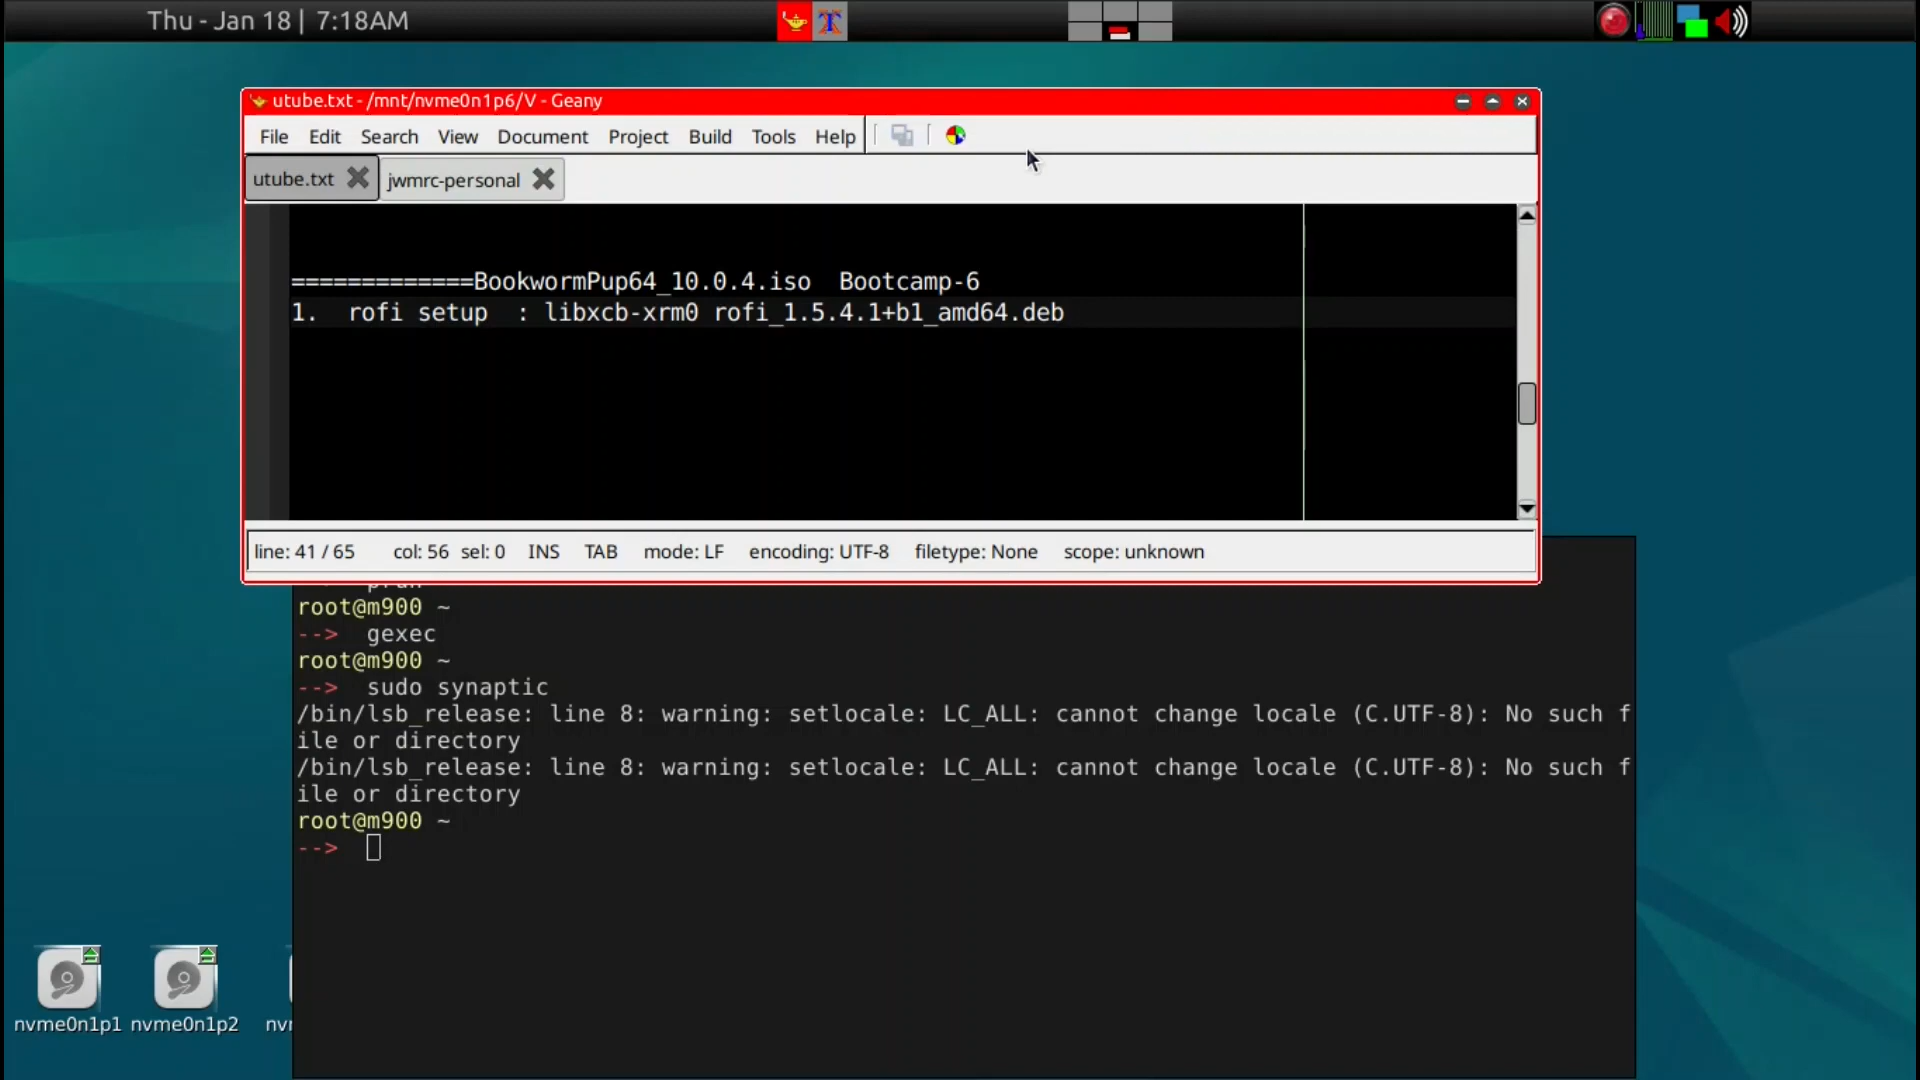 Thu - Jan 18 | 7:18AM
utube.txt - /mnt/nvme0n1p6/V - Geany
File Edit Search View Document Project Build Tools Help
utube.txt jwmrc-personal
=============BookwormPup64_10.0.4.iso  Bootcamp-6
1.  rofi setup  : libxcb-xrm0 rofi_1.5.4.1+b1_amd64.deb
line: 41 / 65 col: 56 sel: 0 INS TAB mode: LF encoding: UTF-8 filetype: None scope: unknown
root@m900 ~
-->  gexec
root@m900 ~
-->  sudo synaptic
/bin/lsb_release: line 8: warning: setlocale: LC_ALL: cannot change locale (C.UTF-8): No such f
ile or directory
/bin/lsb_release: line 8: warning: setlocale: LC_ALL: cannot change locale (C.UTF-8): No such f
ile or directory
root@m900 ~
-->
nvme0n1p1 nvme0n1p2